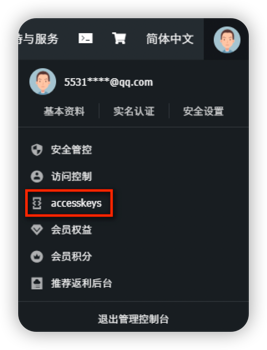 持与服务 简体中文
5531****@qq.com
基本资料 实名认证 安全设置
安全管控
访问控制
accesskeys
会员权益
会员积分
推荐返利后台
退出管理控制台